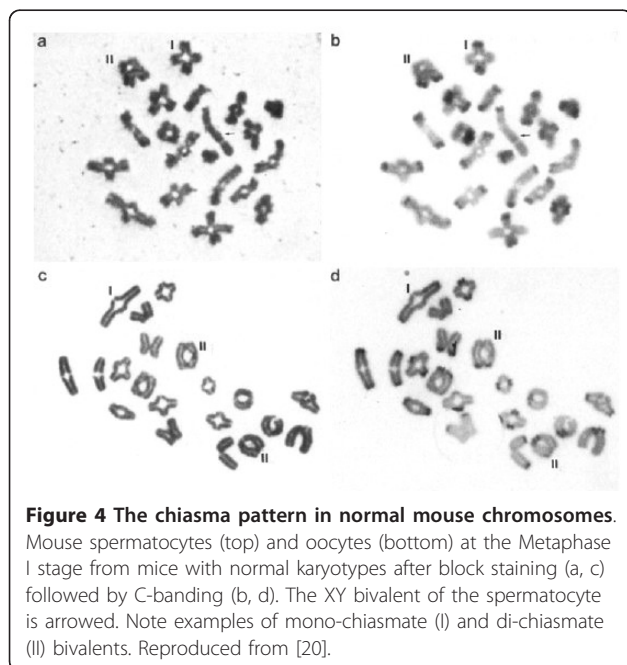 a
I
II
b
I
II
c
I
II
II
d
I
II
II
Figure 4 The chiasma pattern in normal mouse chromosomes.
Mouse spermatocytes (top) and oocytes (bottom) at the Metaphase
I stage from mice with normal karyotypes after block staining (a, c)
followed by C-banding (b, d). The XY bivalent of the spermatocyte
is arrowed. Note examples of mono-chiasmate (I) and di-chiasmate
(II) bivalents. Reproduced from [20].